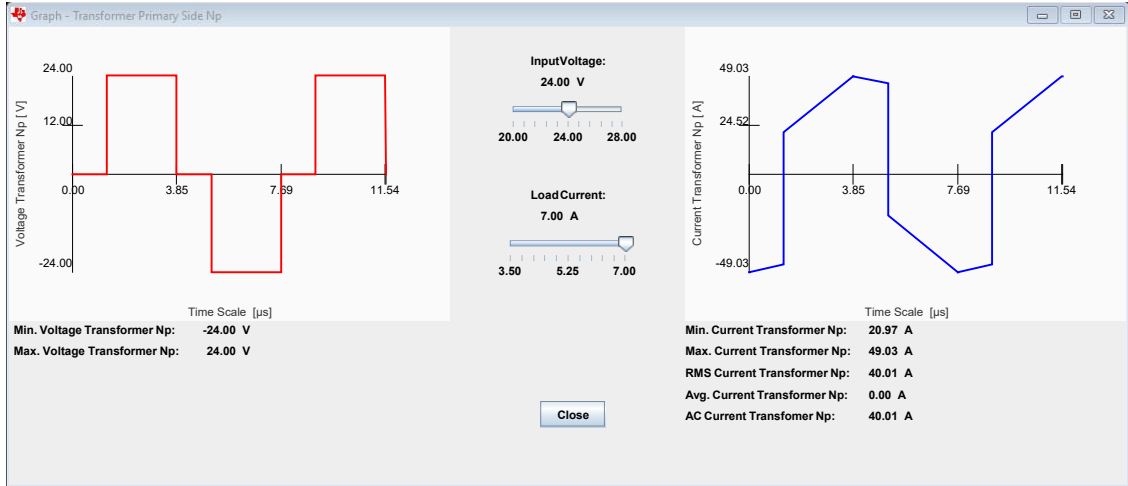 Graph - Transformer Primary Side Np
Voltage Transformer Np [ V]
24.00
12.00
0.00
3.85
7.69
11.54
-24.00
Time Scale [µs]
Min. Voltage Transformer Np: -24.00 V
Max. Voltage Transformer Np: 24.00 V
InputVoltage:
24.00 V
20.00 24.00 28.00
LoadCurrent:
7.00 A
3.50 5.25 7.00
Close
Current Transformer Np [ A]
49.03
24.52
0.00
3.85
7.69
11.54
-49.03
Time Scale [µs]
Min. Current Transformer Np: 20.97 A
Max. Current Transformer Np: 49.03 A
RMS Current Transformer Np: 40.01 A
Avg. Current Transformer Np: 0.00 A
AC Current Transfomer Np: 40.01 A